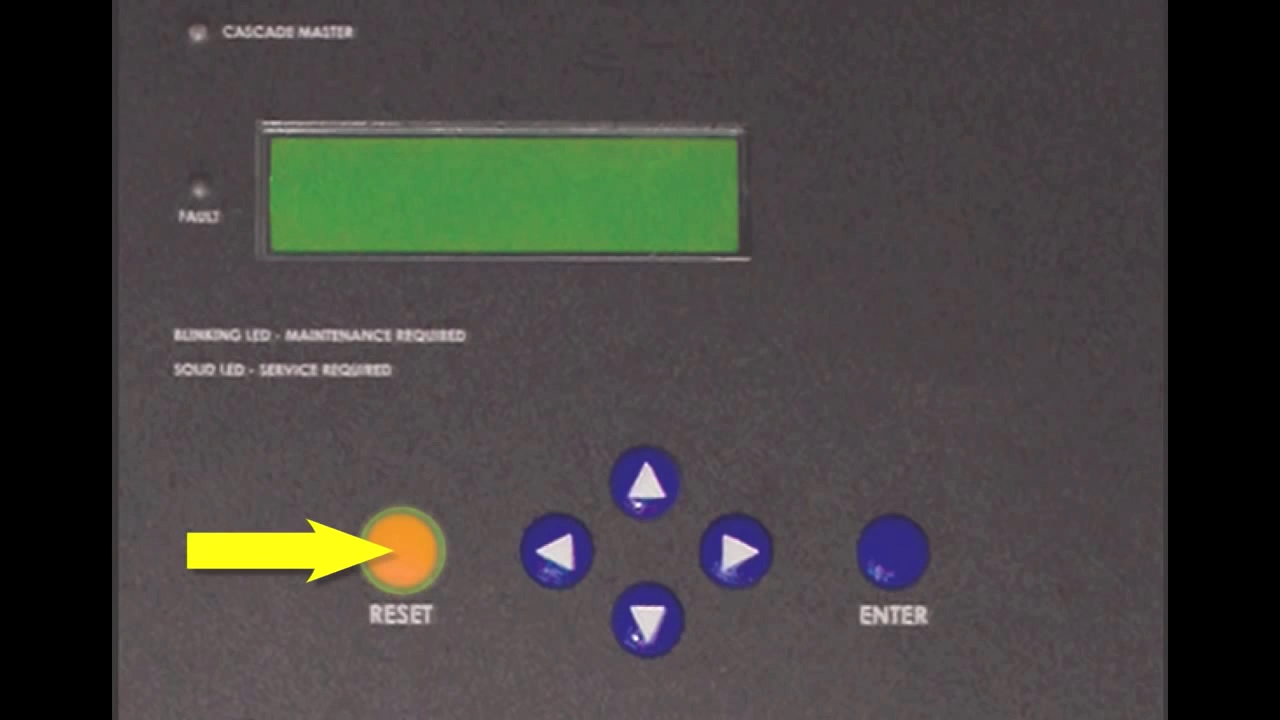 CASCADE MASTER
FAULT
BLINKING LED - MAINTENANCE REQUIRED
SOLID LED - SERVICE REQUIRED
RESET
ENTER